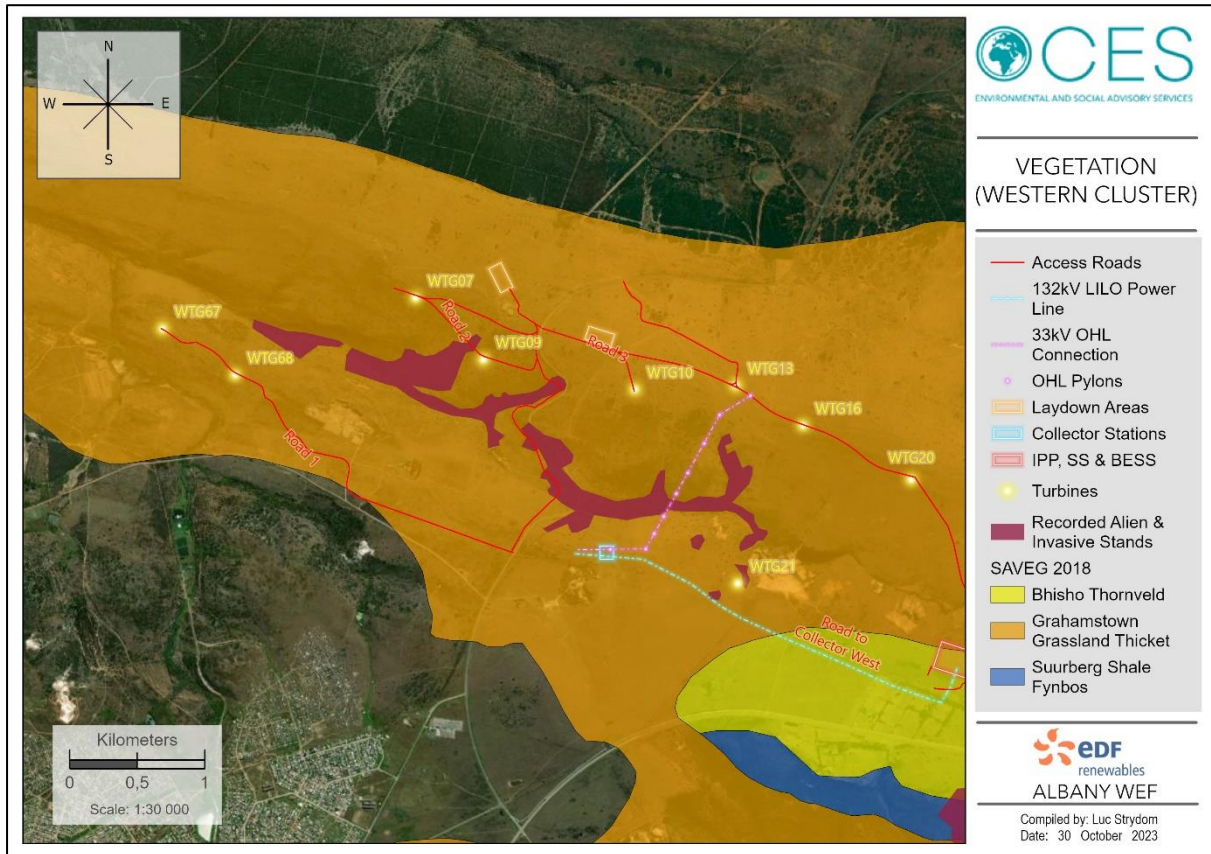 N
W
E
S
WTG67
WTG68
WTG07
Road 2
WTG09
Road 3
WTG10
WTG13
WTG16
WTG20
Road 1
WTG21
Road to
Collector West
Kilometers
0
0,5
1
Scale: 1:30 000
CES
ENVIRONMENTAL AND SOCIAL ADVISORY SERVICES
VEGETATION
(WESTERN CLUSTER)
Access Roads
132kV LILO Power
Line
33kV OHL
Connection
OHL Pylons
Laydown Areas
Collector Stations
IPP, SS & BESS
Turbines
Recorded Alien &
Invasive Stands
SAVEG 2018
Bhisho Thornveld
Grahamstown
Grassland Thicket
Suurberg Shale
Fynbos
eDF
renewables
ALBANY WEF
Compiled by: Luc Strydom
Date: 30 October 2023